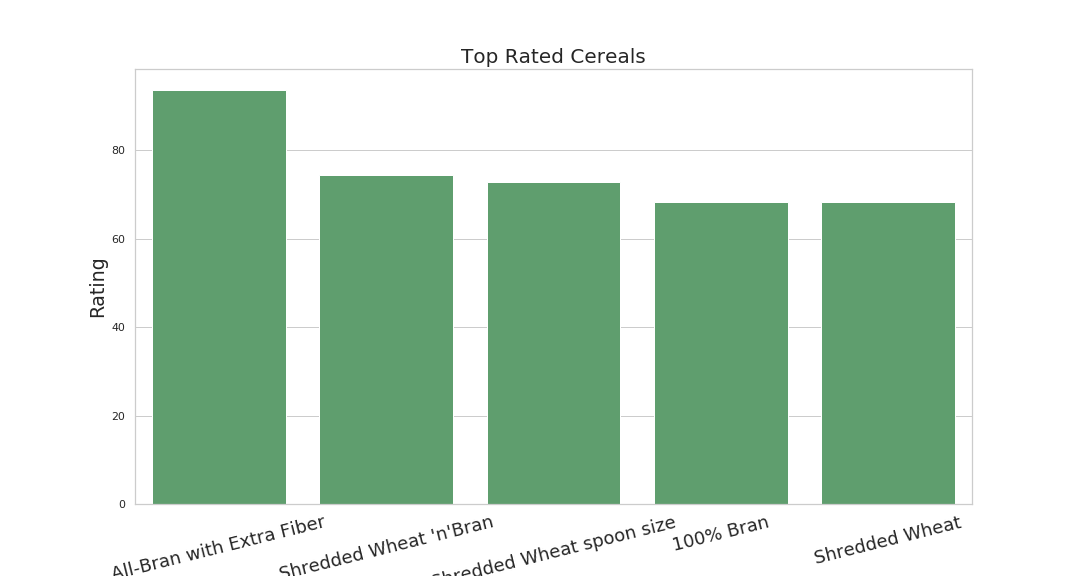 Top Rated Cereals
Rating
80
60
40
20
0
All-Bran with Extra Fiber
Shredded Wheat 'n'Bran
Shredded Wheat spoon size
100% Bran
Shredded Wheat